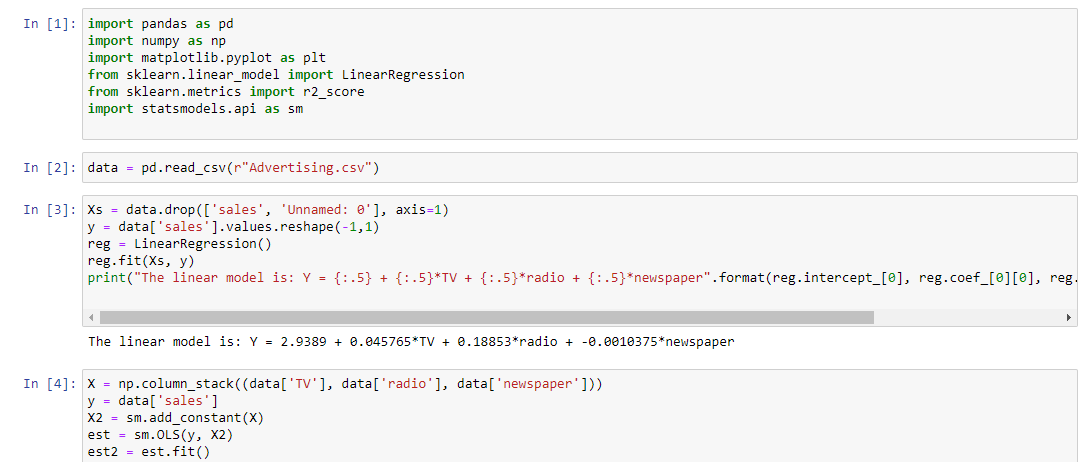 In [1]: import pandas as pd
import numpy as np
import matplotlib.pyplot as plt
from sklearn.linear_model import LinearRegression
from sklearn.metrics import r2_score
import statsmodels.api as sm
In [2]: data = pd.read_csv(r"Advertising.csv")
In [3]: Xs = data.drop(['sales', 'Unnamed: 0'], axis=1)
y = data['sales'].values.reshape(-1,1)
reg = LinearRegression()
reg.fit(Xs, y)
print("The linear model is: Y = {:.5} + {:.5}*TV + {:.5}*radio + {:.5}*newspaper".format(reg.intercept_[0], reg.coef_[0][0], reg.
The linear model is: Y = 2.9389 + 0.045765*TV + 0.18853*radio + -0.0010375*newspaper
In [4]: X = np.column_stack((data['TV'], data['radio'], data['newspaper']))
y = data['sales']
X2 = sm.add_constant(X)
est = sm.OLS(y, X2)
est2 = est.fit()